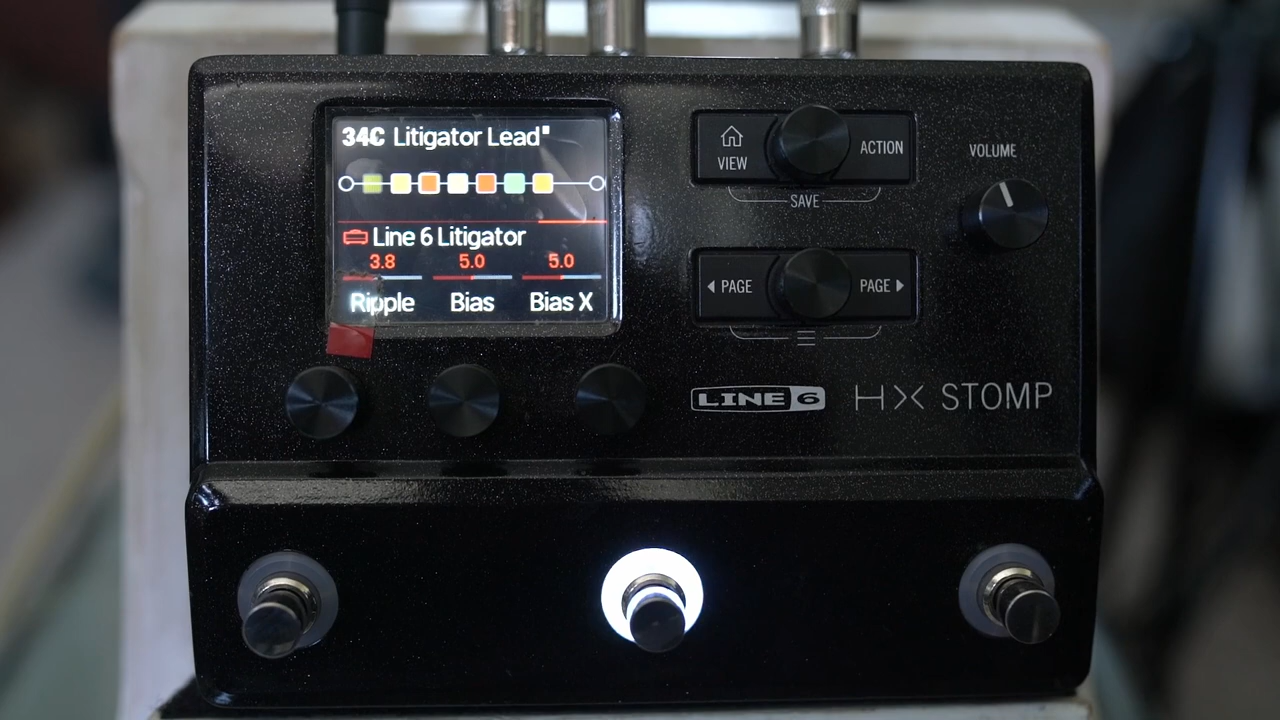 34C Litigator Lead
Line 6 Litigator
3.8 5.0 5.0
Ripple Bias Bias X
VIEW ACTION
SAVE
PAGE PAGE
VOLUME
LINE 6 HX STOMP